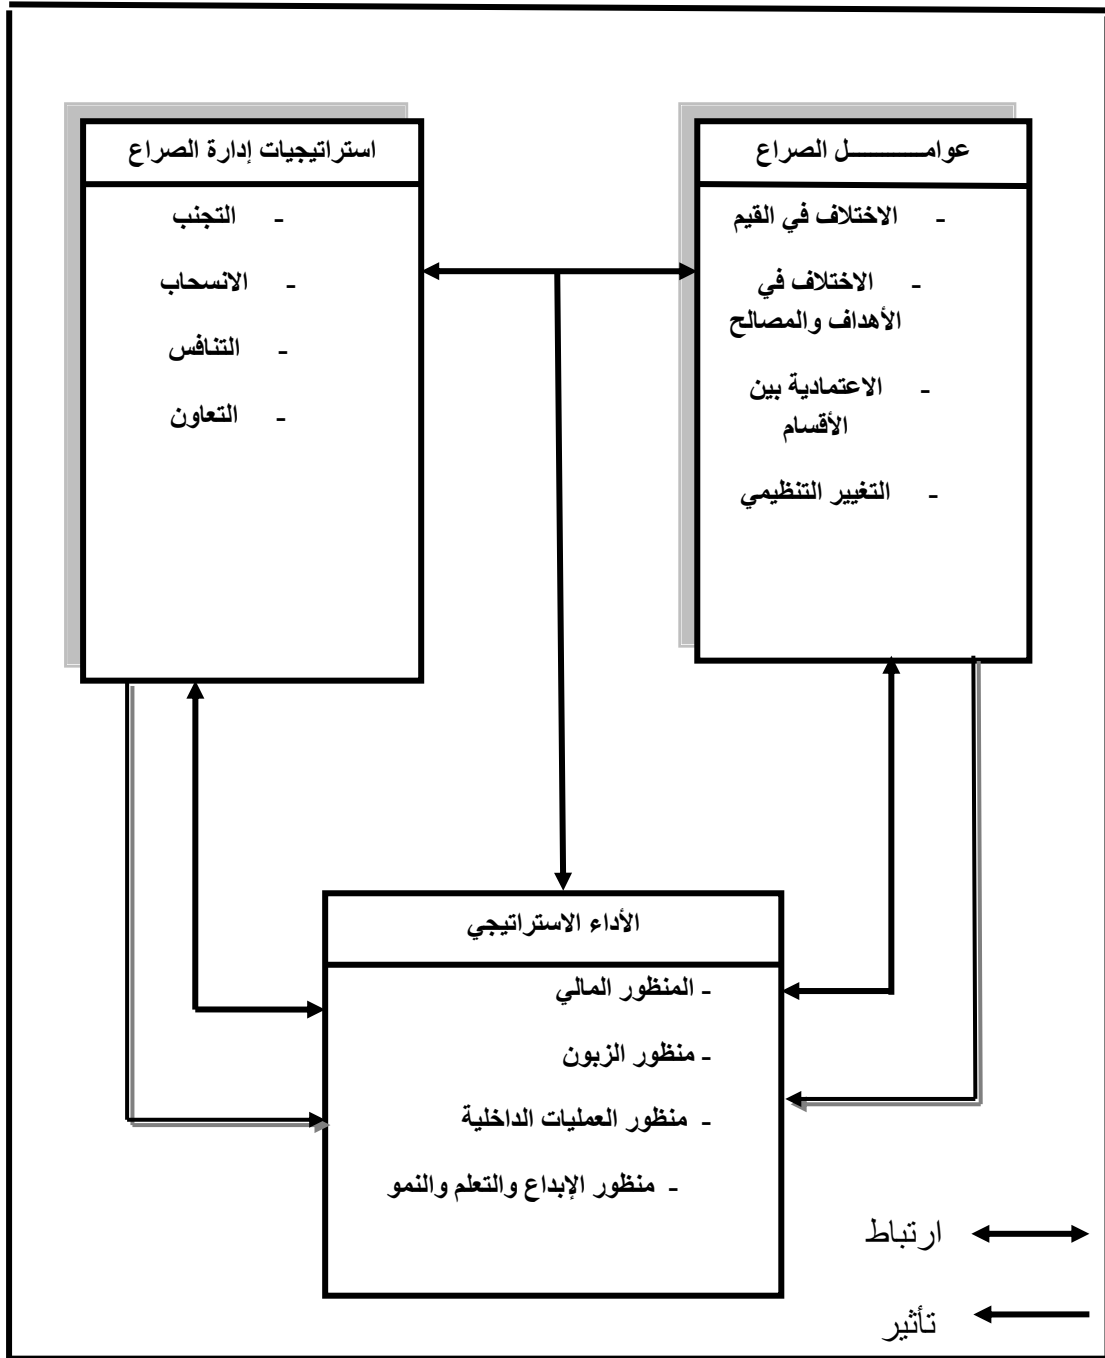 عوامــــــــــل الصراع
- الاختلاف في القيم
- الاختلاف في
الأهداف والمصالح
- الاعتمادية بين
الأقسام
- التغيير التنظيمي
استراتيجيات إدارة الصراع
- التجنب
- الانسحاب
- التنافس
- التعاون
الأداء الاستراتيجي
- المنظور المالي
- منظور الزبون
- منظور العمليات الداخلية
- منظور الإبداع والتعلم والنمو
ارتباط
تأثير